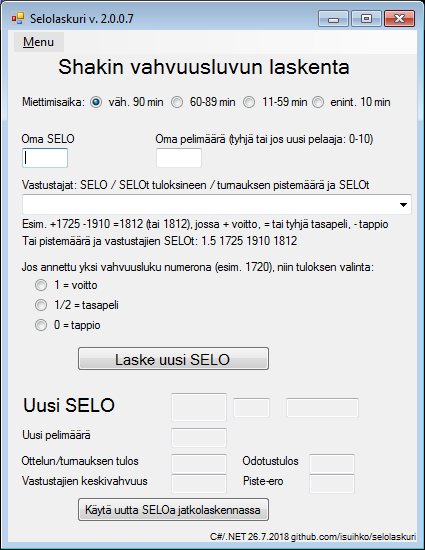 Selolaskuri v. 2.0.0.7
Menu
Shakin vahvuusluvun laskenta
Miettimisaika: väh. 90 min 60-89 min 11-59 min enint. 10 min
Oma SELO Oma pelimäärä (tyhjä tai jos uusi pelaaja: 0-10)
Vastustajat: SELO / SELOt tuloksineen / turnauksen pistemäärä ja SELOt
Esim. +1725 -1910 =1812 (tai 1812), jossa + voitto, = tai tyhjä tasapeli, - tappio
Tai pistemäärä ja vastustajien SELOt: 1.5 1725 1910 1812
Jos annettu yksi vahvuusluku numerona (esim. 1720), niin tuloksen valinta:
1 = voitto
1/2 = tasapeli
0 = tappio
Laske uusi SELO
Uusi SELO
Uusi pelimäärä
Ottelun/turnauksen tulos Odotustulos
Vastustajien keskivahvuus Piste-ero
Käytä uutta SELOa jatkolaskennassa
C#/.NET 26.7.2018 github.com/isuihko/selolaskuri